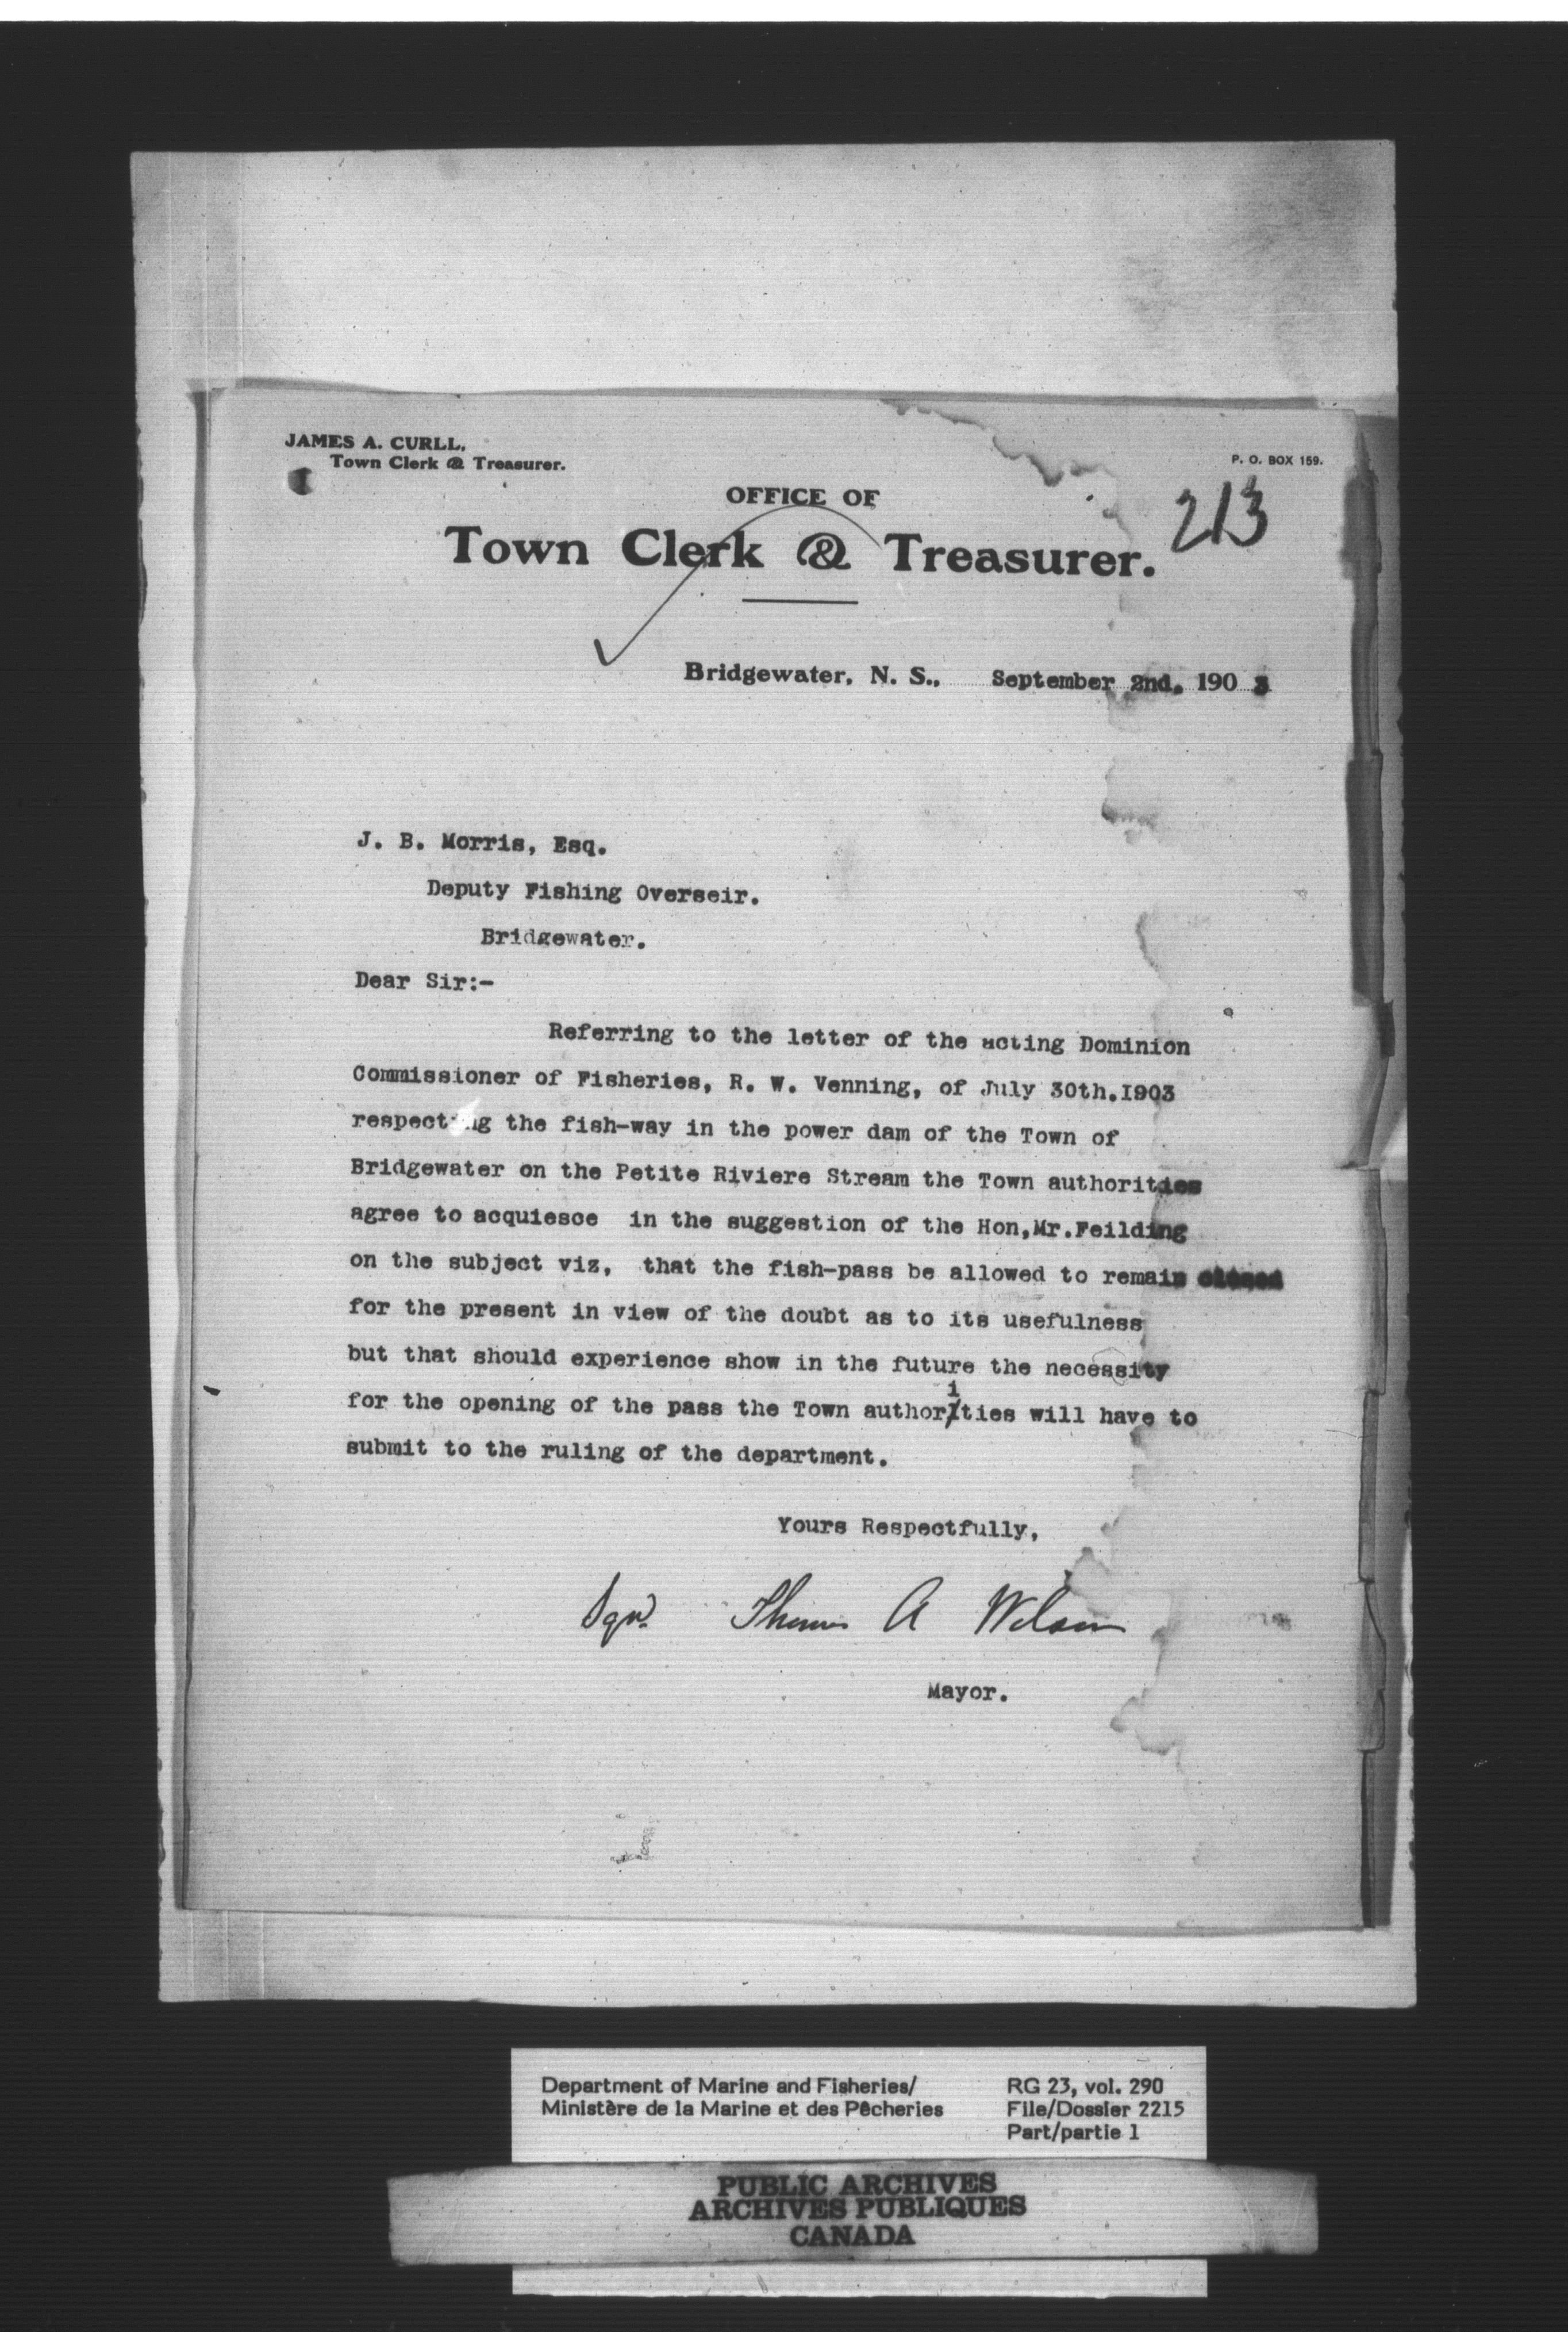 JAMES A. CURLL,
Town Clerk & Treasurer.
P. O. BOX 159.
213
OFFICE OF
Town Clerk & Treasurer.
Bridgewater, N. S., September 2nd. 1903
J. B. Morris, Esq.
Deputy Fishing Overseir.
Bridgewater.
Dear Sir:-
Referring to the letter of the acting Dominion
Commissioner of Fisheries, R. W. Venning, of July 30th.I903
respecting the fish-way in the power dam of the Town of
Bridgewater on the Petite Riviere Stream the Town authorities
agree to acquiesce in the suggestion of the Hon,Mr.Feilding
on the subject viz, that the fish-pass be allowed to remain closed
for the present in view of the doubt as to its usefulness
but that should experience show in the future the necessity
for the opening of the pass the Town authorities will have to
submit to the ruling of the department.
Yours Respectfully,
Sgd. Thomas A Wilson
Mayor.
Department of Marine and Fisheries/
Ministère de la Marine et des Pêcheries
RG 23, vol. 290
File/Dossier 2215
Part/partie 1
PUBLIC ARCHIVES
ARCHIVES PUBLIQUES
CANADA